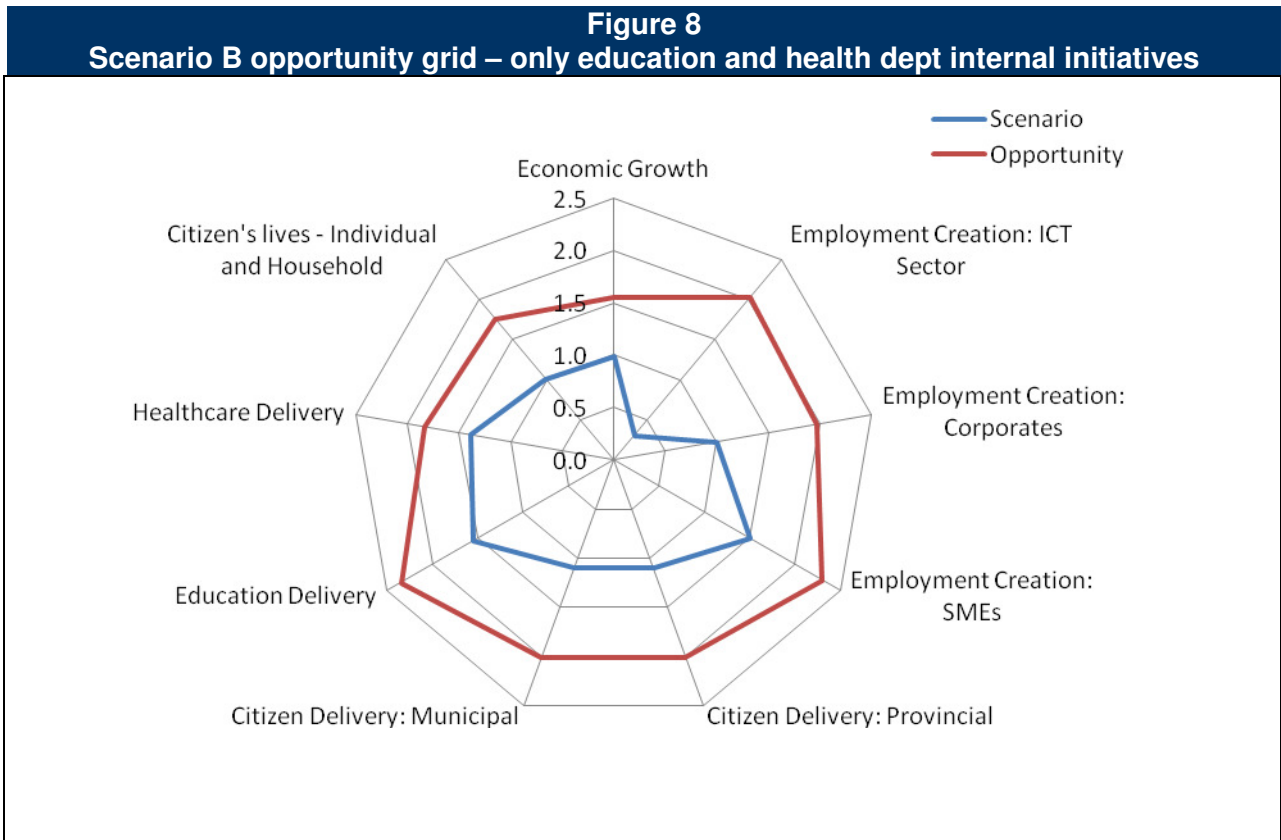 Figure 8
Scenario B opportunity grid – only education and health dept internal initiatives
Scenario
Opportunity
Economic Growth
2.5
2.0
1.5
1.0
0.5
0.0
Employment Creation: ICT
Sector
Employment Creation:
Corporates
Employment Creation:
SMEs
Citizen Delivery: Provincial
Citizen Delivery: Municipal
Education Delivery
Healthcare Delivery
Citizen's lives - Individual
and Household